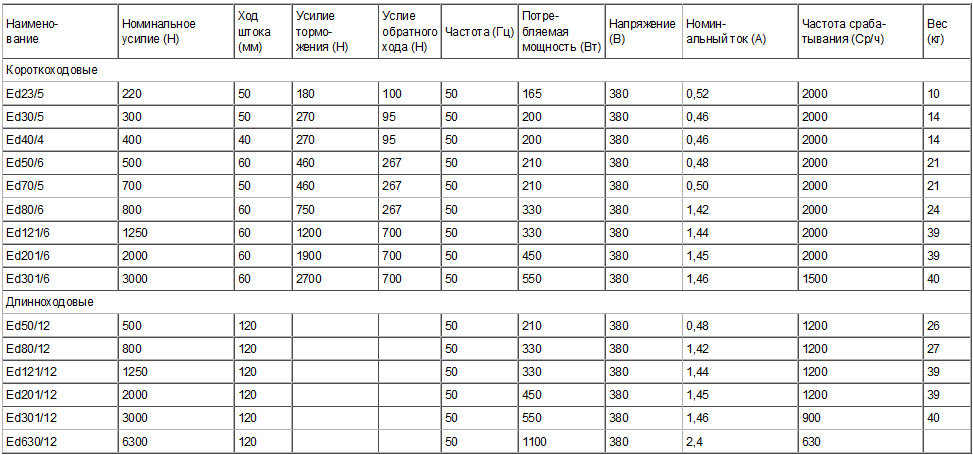 Наимено-вание Номинальное усилие (Н) Ход штока (мм) Усилие тормо-жения (Н) Услие обратного хода (Н) Частота (Гц) Потре-бляемая мощность (Вт) Напряжение (В) Номин-альный ток (А) Частота сраба-тывания (Ср/ч) Вес (кг)
Короткоходовые
Ed23/5 220 50 180 100 50 165 380 0,52 2000 10
Ed30/5 300 50 270 95 50 200 380 0,46 2000 14
Ed40/4 400 40 270 95 50 200 380 0,46 2000 14
Ed50/6 500 60 460 267 50 210 380 0,48 2000 21
Ed70/5 700 50 460 267 50 210 380 0,50 2000 21
Ed80/6 800 60 750 267 50 330 380 1,42 2000 24
Ed121/6 1250 60 1200 700 50 330 380 1,44 2000 39
Ed201/6 2000 60 1900 700 50 450 380 1,45 2000 39
Ed301/6 3000 60 2700 700 50 550 380 1,46 1500 40
Длинноходовые
Ed50/12 500 120 50 210 380 0,48 1200 26
Ed80/12 800 120 50 330 380 1,42 1200 27
Ed121/12 1250 120 50 330 380 1,44 1200 39
Ed201/12 2000 120 50 450 380 1,45 1200 39
Ed301/12 3000 120 50 550 380 1,46 900 40
Ed630/12 6300 120 50 1100 380 2,4 630